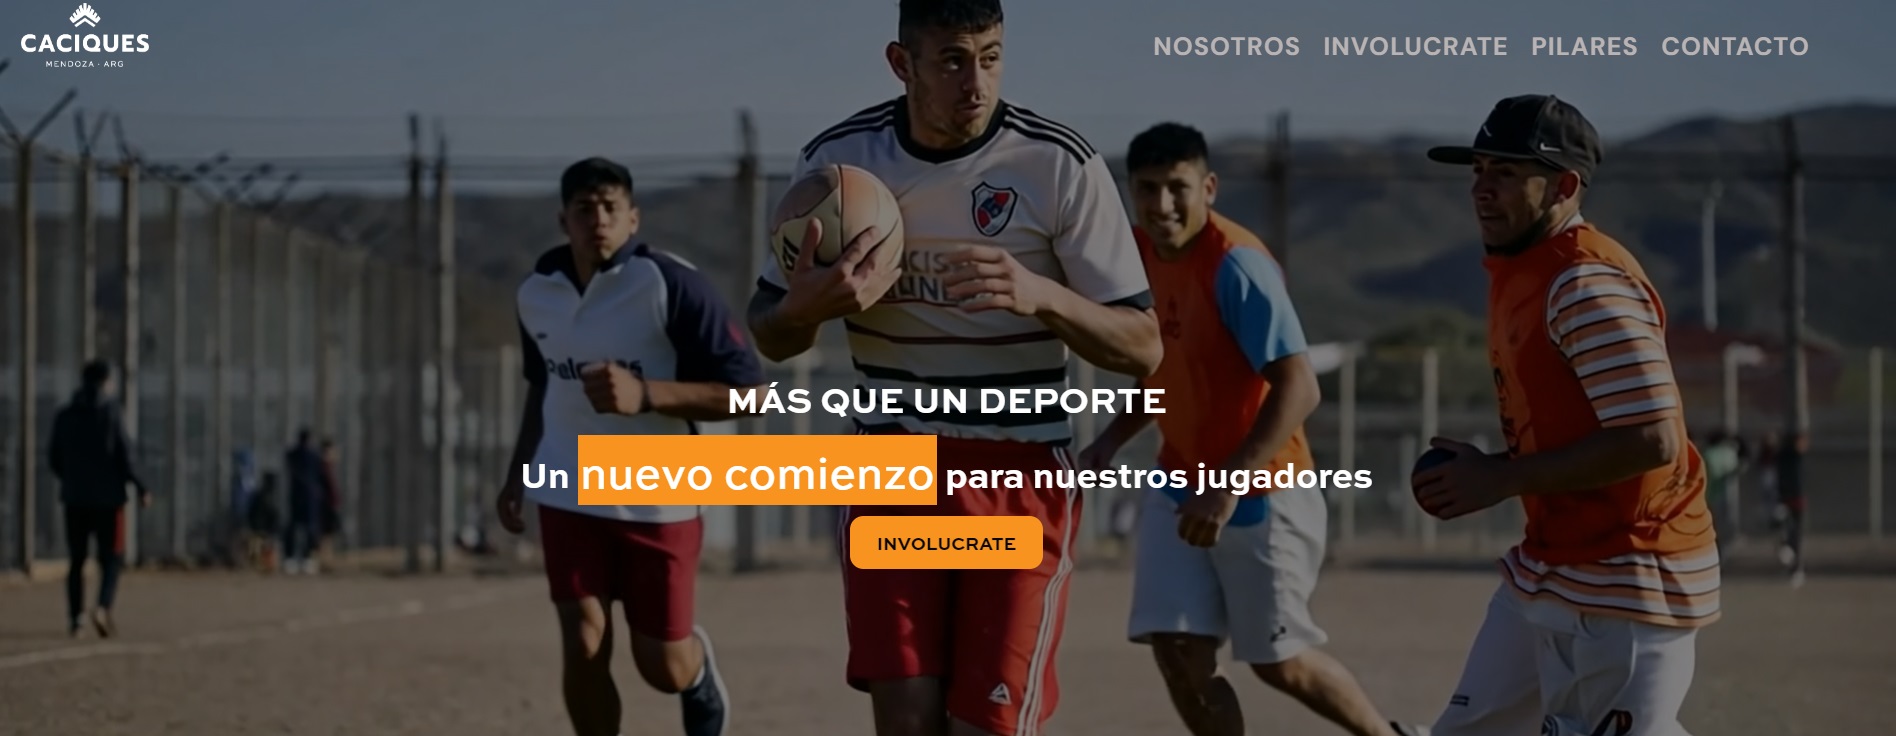 CACIQUES
MENDOZA · ARG
NOSOTROS INVOLUCRATE PILARES CONTACTO
MÁS QUE UN DEPORTE
Un nuevo comienzo para nuestros jugadores
INVOLUCRATE